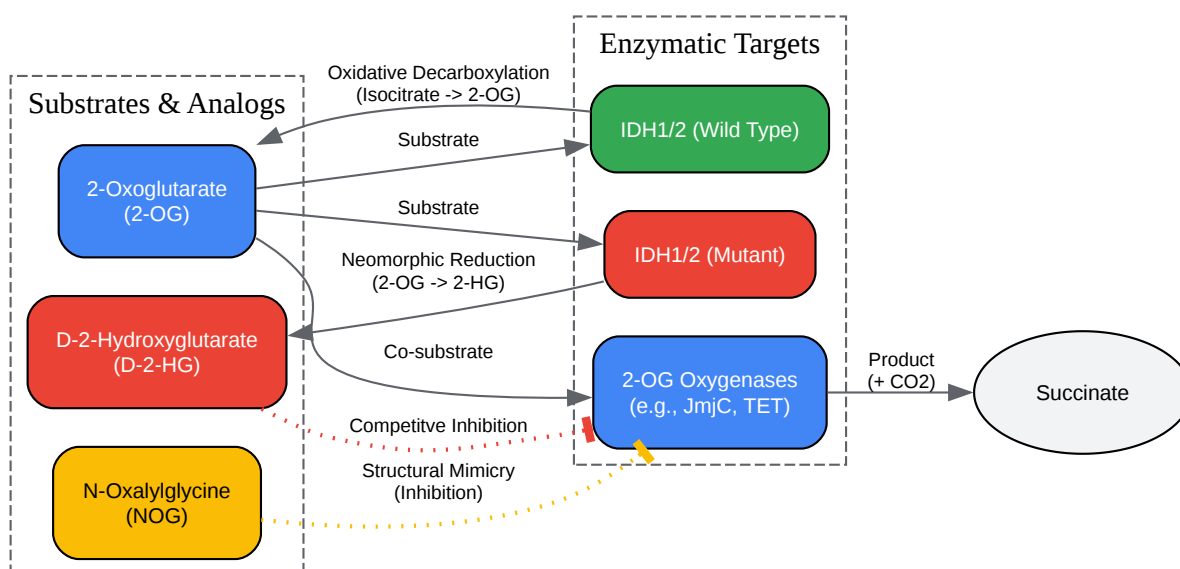 Substrates & Analogs
2-Oxoglutarate
(2-OG)
D-2-Hydroxyglutarate
(D-2-HG)
N-Oxalylglycine
(NOG)
Oxidative Decarboxylation
(Isocitrate -> 2-OG)
Substrate
Substrate
Neomorphic Reduction
(2-OG -> 2-HG)
Co-substrate
Competitve Inhibition
Structural Mimicry
(Inhibition)
Enzymatic Targets
IDH1/2 (Wild Type)
IDH1/2 (Mutant)
2-OG Oxygenases
(e.g., JmjC, TET)
Product
(+ CO2)
Succinate